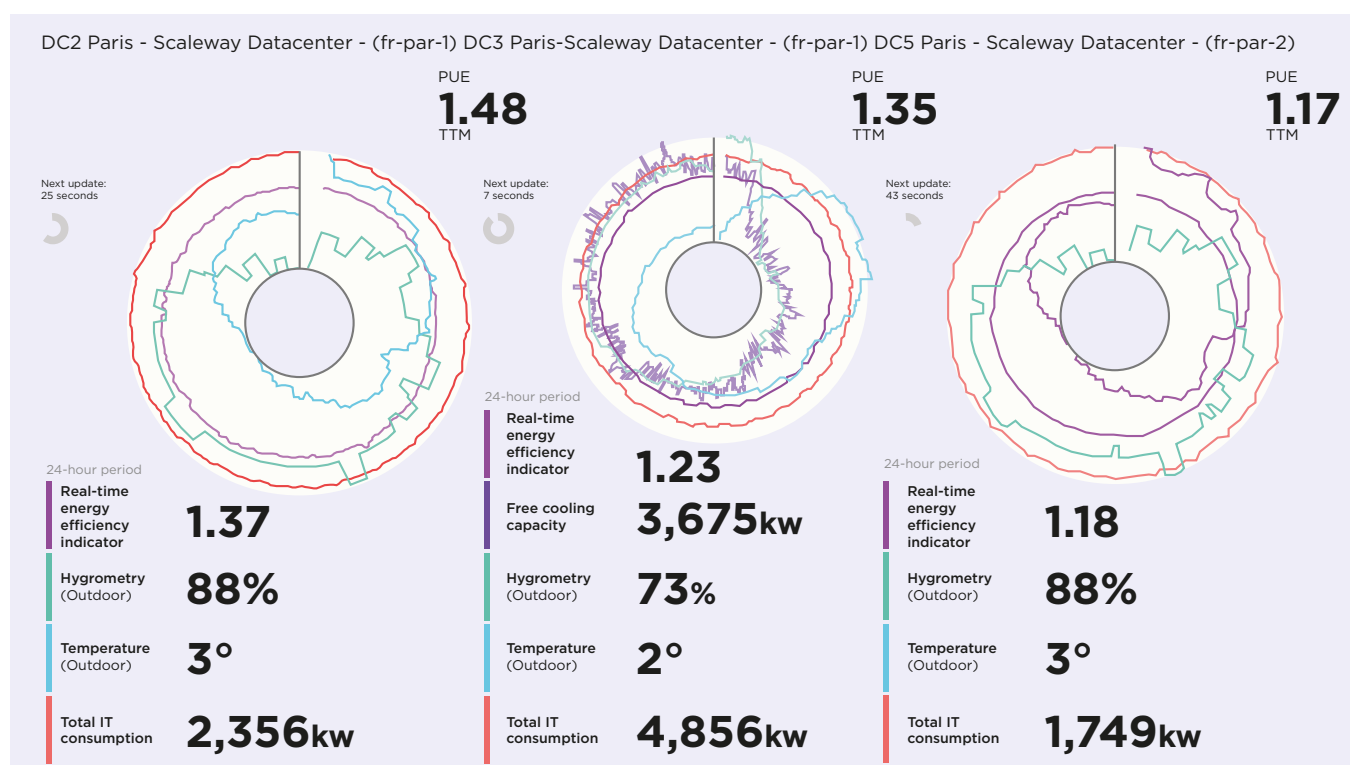 DC2 Paris - Scaleway Datacenter - (fr-par-1) DC3 Paris-Scaleway Datacenter - (fr-par-1) DC5 Paris - Scaleway Datacenter - (fr-par-2)
PUE
1.48
TTM
Next update:
25 seconds
24-hour period
Real-time
energy
efficiency
indicator
1.37
Hygrometry
(Outdoor)
88%
Temperature
(Outdoor)
3°
Total IT
consumption
2,356kw
PUE
1.35
TTM
Next update:
7 seconds
24-hour period
Real-time
energy
efficiency
indicator
1.23
Free cooling
capacity
3,675kw
Hygrometry
(Outdoor)
73%
Temperature
(Outdoor)
2°
Total IT
consumption
4,856kw
PUE
1.17
TTM
Next update:
43 seconds
24-hour period
Real-time
energy
efficiency
indicator
1.18
Hygrometry
(Outdoor)
88%
Temperature
(Outdoor)
3°
Total IT
consumption
1,749kw